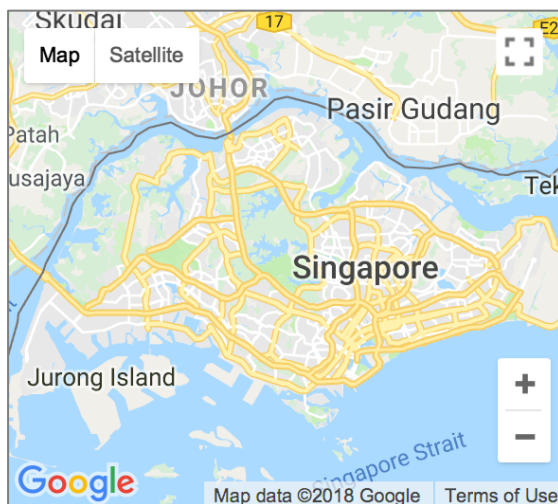 Skudai
17
E2
Map Satellite
JOHOR
Pasir Gudang
Patah
usajaya
Tek
Singapore
Jurong Island
+
−
Singapore Strait
Google
Map data ©2018 Google Terms of Use